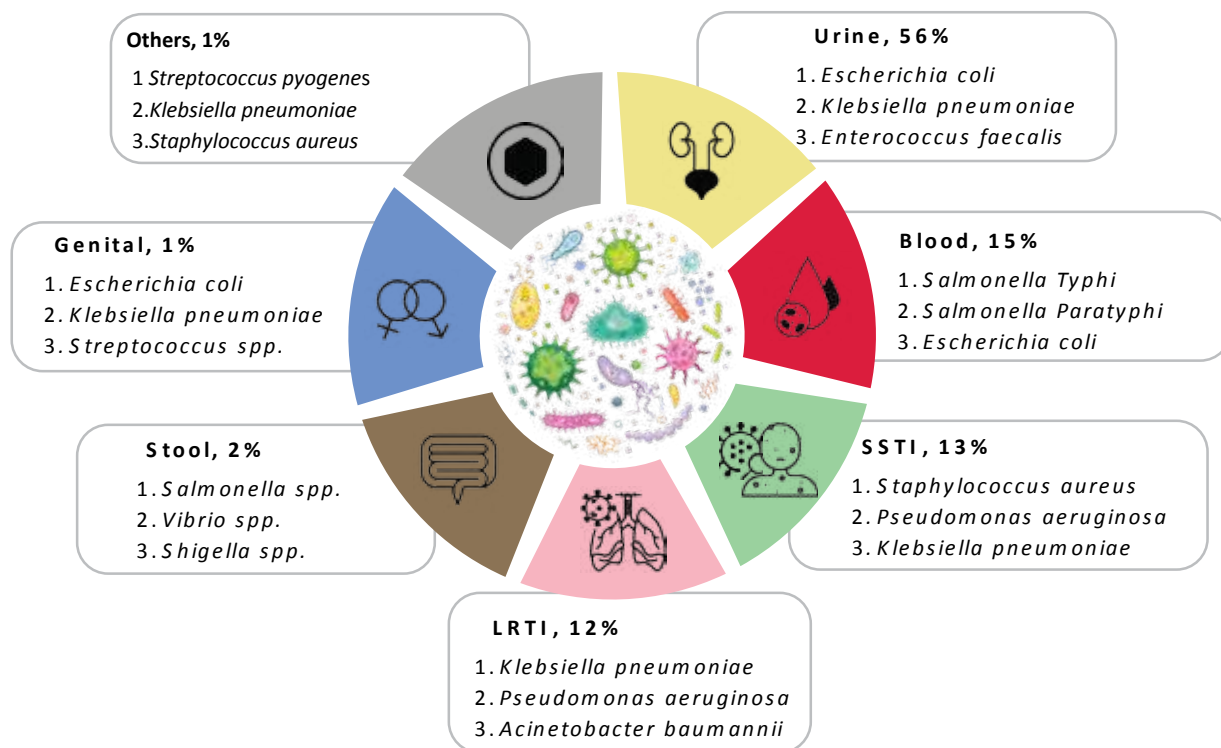 Others, 1%
1 Streptococcus pyogenes
2.Klebsiella pneumoniae
3.Staphylococcus aureus
Urine, 56%
1. Escherichia coli
2. Klebsiella pneumoniae
3. Enterococcus faecalis
Genital, 1%
1. Escherichia coli
2. Klebsiella pneumoniae
3. Streptococcus spp.
Blood, 15%
1. Salmonella Typhi
2. Salmonella Paratyphi
3. Escherichia coli
Stool, 2%
1. Salmonella spp.
2. Vibrio spp.
3. Shigella spp.
SSTI, 13%
1. Staphylococcus aureus
2. Pseudomonas aeruginosa
3. Klebsiella pneumoniae
LRTI, 12%
1. Klebsiella pneumoniae
2. Pseudomonas aeruginosa
3. Acinetobacter baumannii